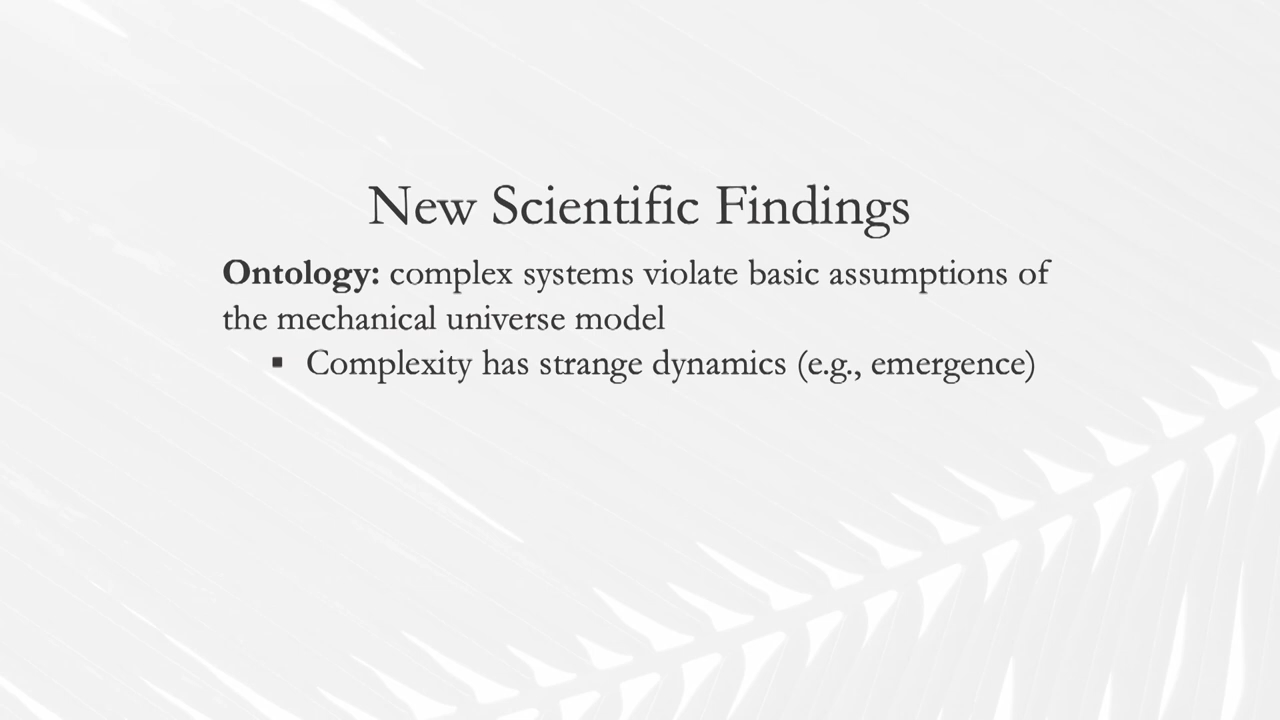 New Scientific Findings
Ontology: complex systems violate basic assumptions of
the mechanical universe model
▪ Complexity has strange dynamics (e.g., emergence)